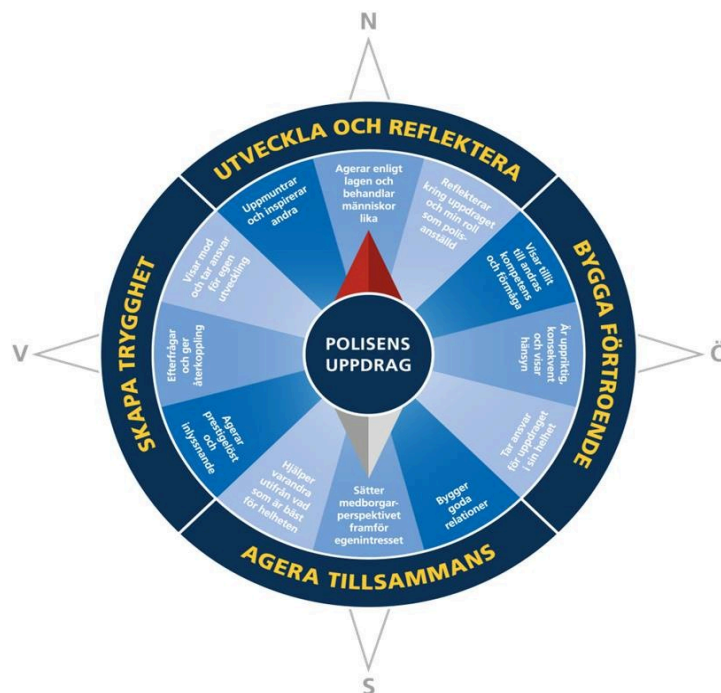 N
UTVECKLA OCH REFLEKTERA
Uppmuntrar
och inspirerar
andra
Agerar enligt
lagen och
behandlar
människor
lika
Reflekterar
kring uppdraget
och min roll
som polis-
anställd
Visar mod
och tar ansvar
för egen
utveckling
Visar tillit
till andras
kompetens
och förmåga
SKAPA TRYGGHET
BYGGA FÖRTROENDE
V
Efterfrågar
och ger
återkoppling
POLISENS
UPPDRAG
Är uppriktig,
konsekvent
och visar
hänsyn
Ö
Agerar
prestigelöst
och
inlyssnande
Tar ansvar
för uppdraget
i sin helhet
Hjälper
varandra
utifrån vad
som är bäst
för helheten
Sätter
medborgar-
perspektivet
framför
egenintresset
Bygger
goda
relationer
AGERA TILLSAMMANS
S